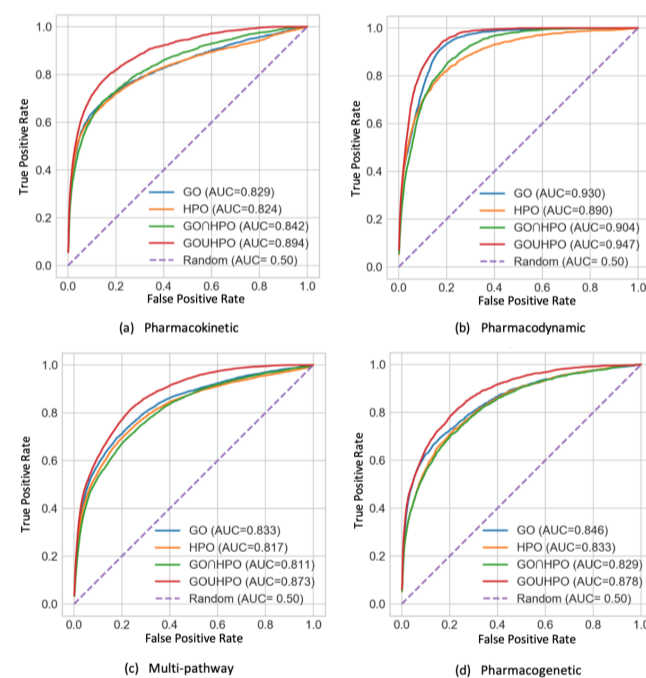 1.0
0.8
0.6
0.4
0.2
0.0
True Positive Rate
GO (AUC=0.829)
HPO (AUC=0.824)
GO∩HPO (AUC=0.842)
GOUHPO (AUC=0.894)
Random (AUC= 0.50)
0.0 0.2 0.4 0.6 0.8 1.0
False Positive Rate
(a) Pharmacokinetic
1.0
0.8
0.6
0.4
0.2
0.0
True Positive Rate
GO (AUC=0.930)
HPO (AUC=0.890)
GO∩HPO (AUC=0.904)
GOUHPO (AUC=0.947)
Random (AUC= 0.50)
0.0 0.2 0.4 0.6 0.8 1.0
False Positive Rate
(b) Pharmacodynamic
1.0
0.8
0.6
0.4
0.2
0.0
True Positive Rate
GO (AUC=0.833)
HPO (AUC=0.817)
GO∩HPO (AUC=0.811)
GOUHPO (AUC=0.873)
Random (AUC= 0.50)
0.0 0.2 0.4 0.6 0.8 1.0
False Positive Rate
(c) Multi-pathway
1.0
0.8
0.6
0.4
0.2
0.0
True Positive Rate
GO (AUC=0.846)
HPO (AUC=0.833)
GO∩HPO (AUC=0.829)
GOUHPO (AUC=0.878)
Random (AUC= 0.50)
0.0 0.2 0.4 0.6 0.8 1.0
False Positive Rate
(d) Pharmacogenetic